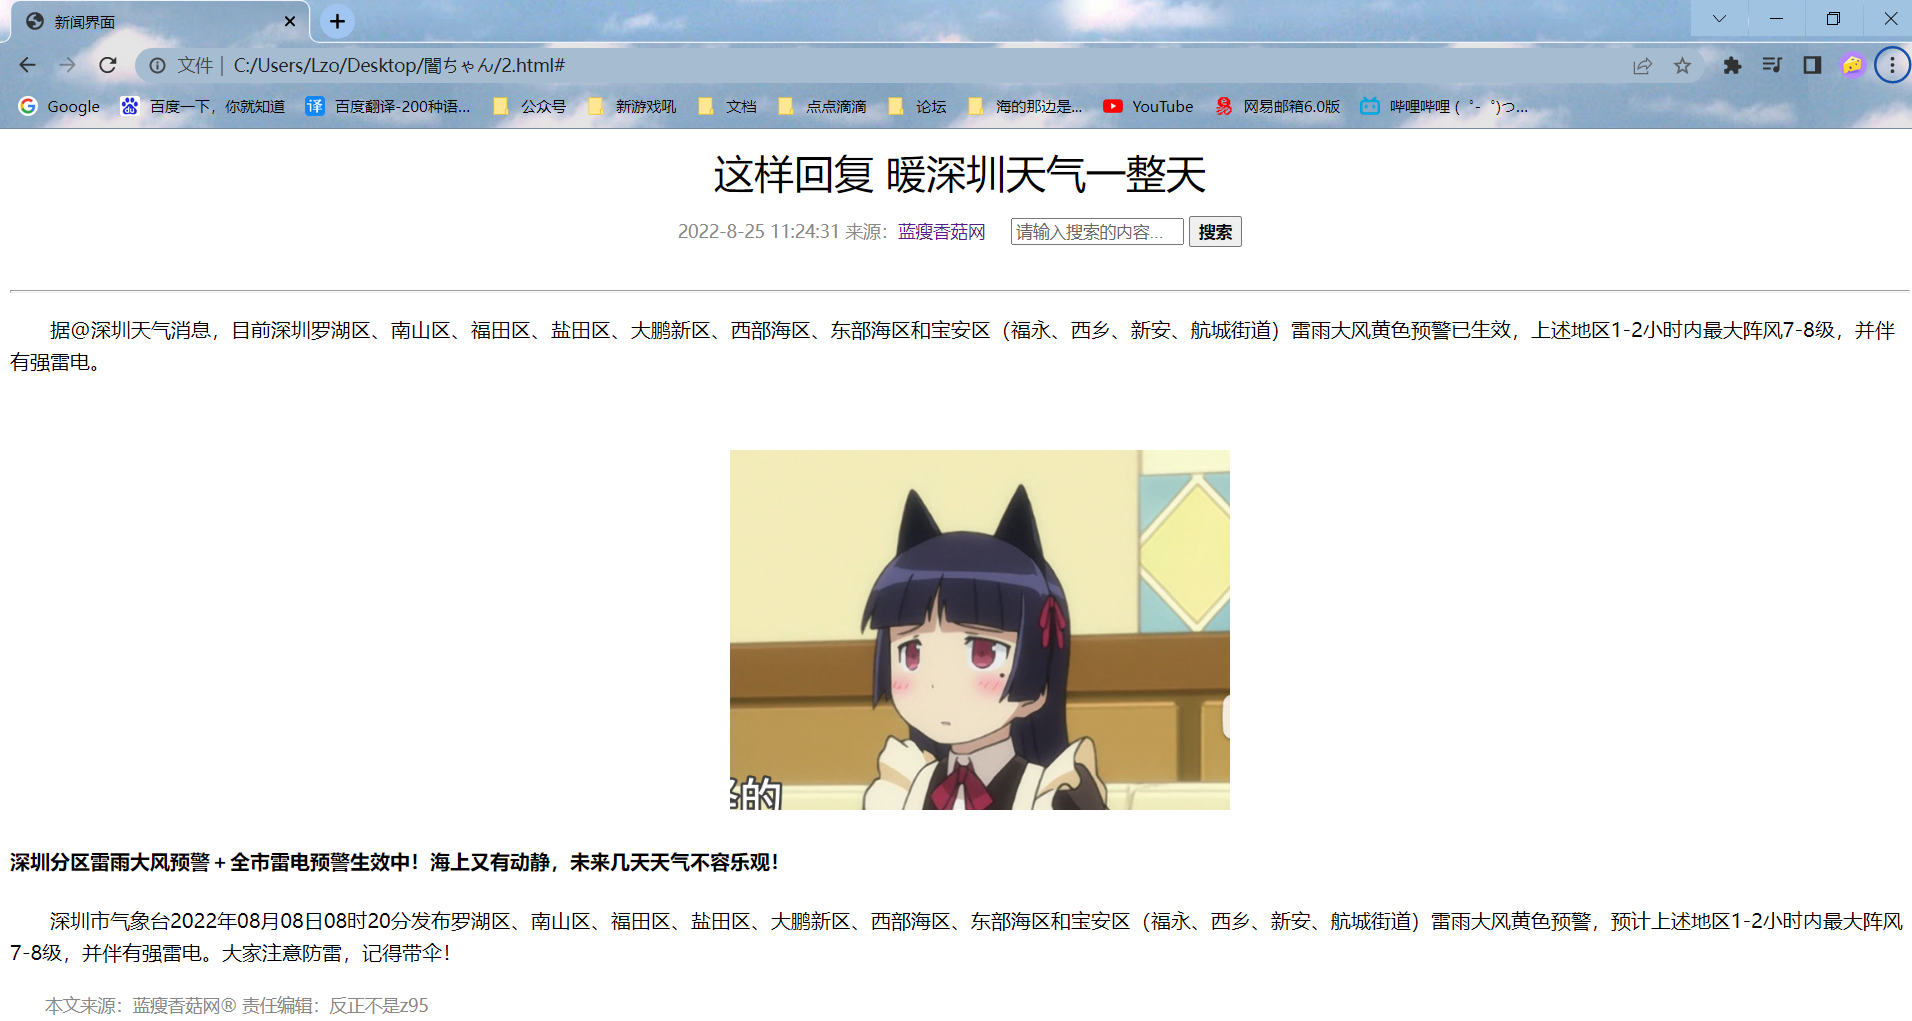 新闻界面
文件 | C:/Users/Lzo/Desktop/闇ちゃん/2.html#
Google 百度一下，你就知道 译 百度翻译-200种语... 公众号 新游戏吼 文档 点点滴滴 论坛 海的那边是... YouTube 网易邮箱6.0版 哔哩哔哩 ( ゜- ゜)つ...
这样回复 暖深圳天气一整天
2022-8-25 11:24:31 来源：蓝瘦香菇网 请输入搜索的内容... 搜索
据@深圳天气消息，目前深圳罗湖区、南山区、福田区、盐田区、大鹏新区、西部海区、东部海区和宝安区（福永、西乡、新安、航城街道）雷雨大风黄色预警已生效，上述地区1-2小时内最大阵风7-8级，并伴
有强雷电。
的
深圳分区雷雨大风预警＋全市雷电预警生效中！海上又有动静，未来几天天气不容乐观！
深圳市气象台2022年08月08日08时20分发布罗湖区、南山区、福田区、盐田区、大鹏新区、西部海区、东部海区和宝安区（福永、西乡、新安、航城街道）雷雨大风黄色预警，预计上述地区1-2小时内最大阵风
7-8级，并伴有强雷电。大家注意防雷，记得带伞！
本文来源：蓝瘦香菇网® 责任编辑：反正不是z95